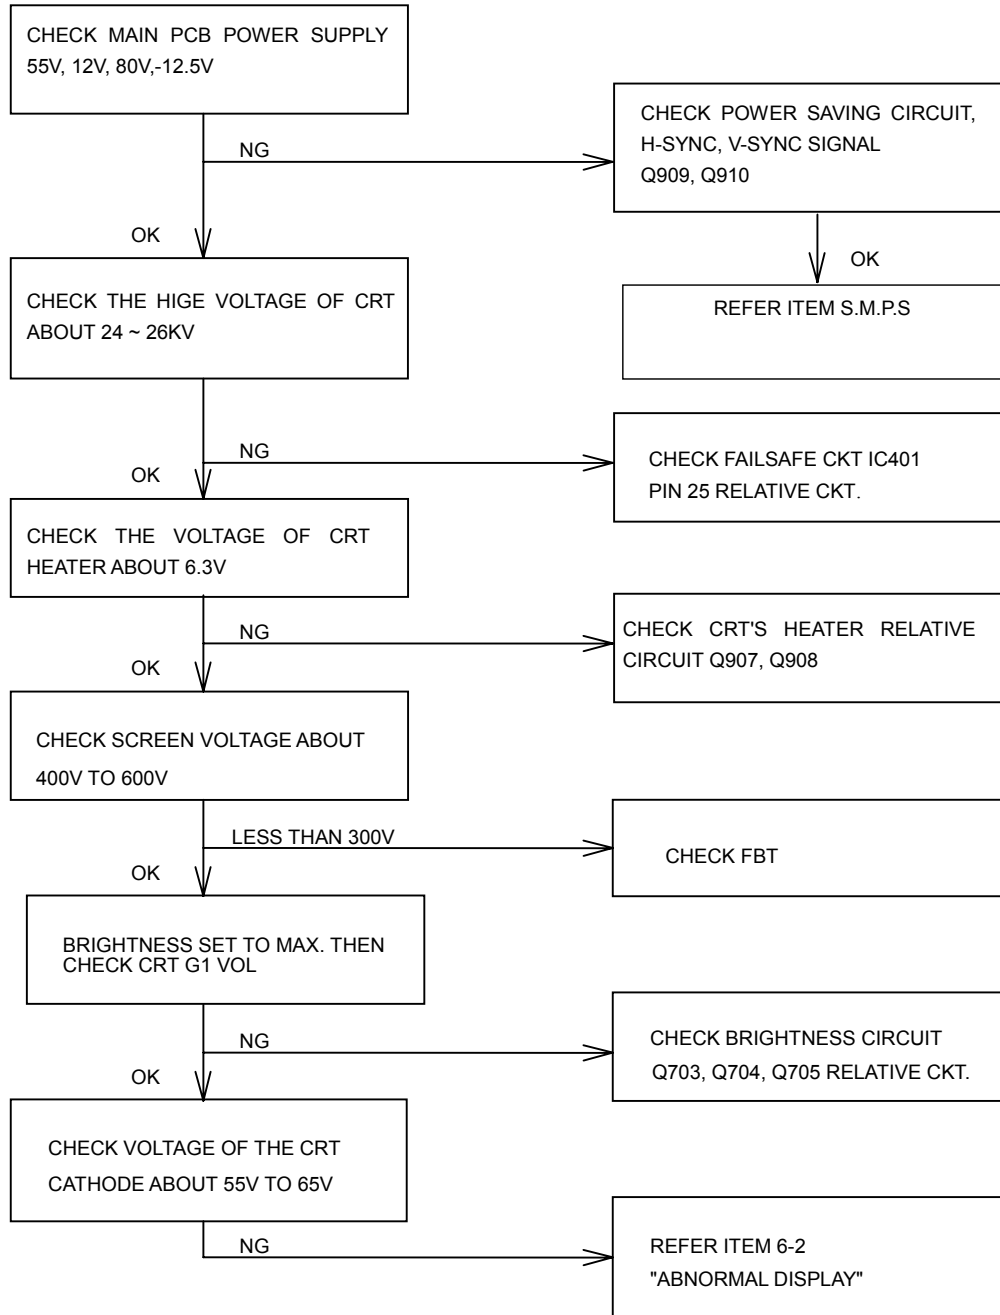 CHECK MAIN PCB POWER SUPPLY
55V, 12V, 80V,-12.5V
NG
CHECK POWER SAVING CIRCUIT,
H-SYNC, V-SYNC SIGNAL
Q909, Q910
OK
OK
CHECK THE HIGE VOLTAGE OF CRT
ABOUT 24 ~ 26KV
REFER ITEM S.M.P.S
NG
CHECK FAILSAFE CKT IC401
PIN 25 RELATIVE CKT.
OK
CHECK THE VOLTAGE OF CRT
HEATER ABOUT 6.3V
NG
CHECK CRT'S HEATER RELATIVE
CIRCUIT Q907, Q908
OK
CHECK SCREEN VOLTAGE ABOUT
400V TO 600V
LESS THAN 300V
CHECK FBT
OK
BRIGHTNESS SET TO MAX. THEN
CHECK CRT G1 VOL
NG
CHECK BRIGHTNESS CIRCUIT
Q703, Q704, Q705 RELATIVE CKT.
OK
CHECK VOLTAGE OF THE CRT
CATHODE ABOUT 55V TO 65V
NG
REFER ITEM 6-2
"ABNORMAL DISPLAY"